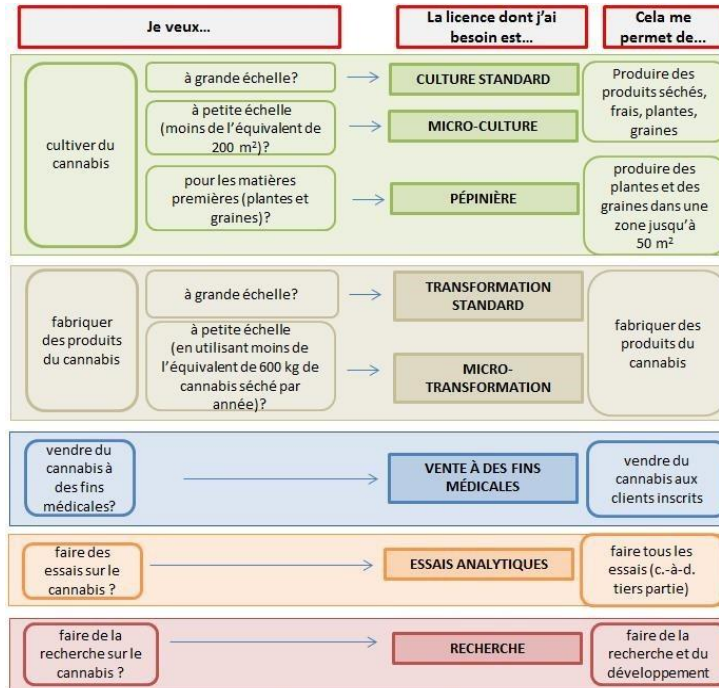 Je veux...
La licence dont j'ai
besoin est...
Cela me
permet de...
cultiver du
cannabis
à grande échelle?
CULTURE STANDARD
Produire des
produits séchés,
frais, plantes,
graines
à petite échelle
(moins de l'équivalent de
200 m²)?
MICRO-CULTURE
pour les matières
premières (plantes et
graines)?
PÉPINIÈRE
produire des
plantes et des
graines dans une
zone jusqu'à
50 m²
fabriquer
des produits
du cannabis
à grande échelle?
TRANSFORMATION
STANDARD
à petite échelle
(en utilisant moins de
l'équivalent de 600 kg de
cannabis séché par
année)?
MICRO-
TRANSFORMATION
fabriquer des
produits du
cannabis
vendre du
cannabis à
des fins
médicales?
VENTE À DES FINS
MÉDICALES
vendre du
cannabis aux
clients inscrits
faire des
essais sur le
cannabis ?
ESSAIS ANALYTIQUES
faire tous les
essais (c.-à-d.
tiers partie)
faire de la
recherche sur le
cannabis ?
RECHERCHE
faire de la
recherche et du
développement